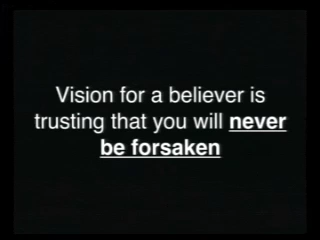 Vision for a believer is
trusting that you will never
be forsaken